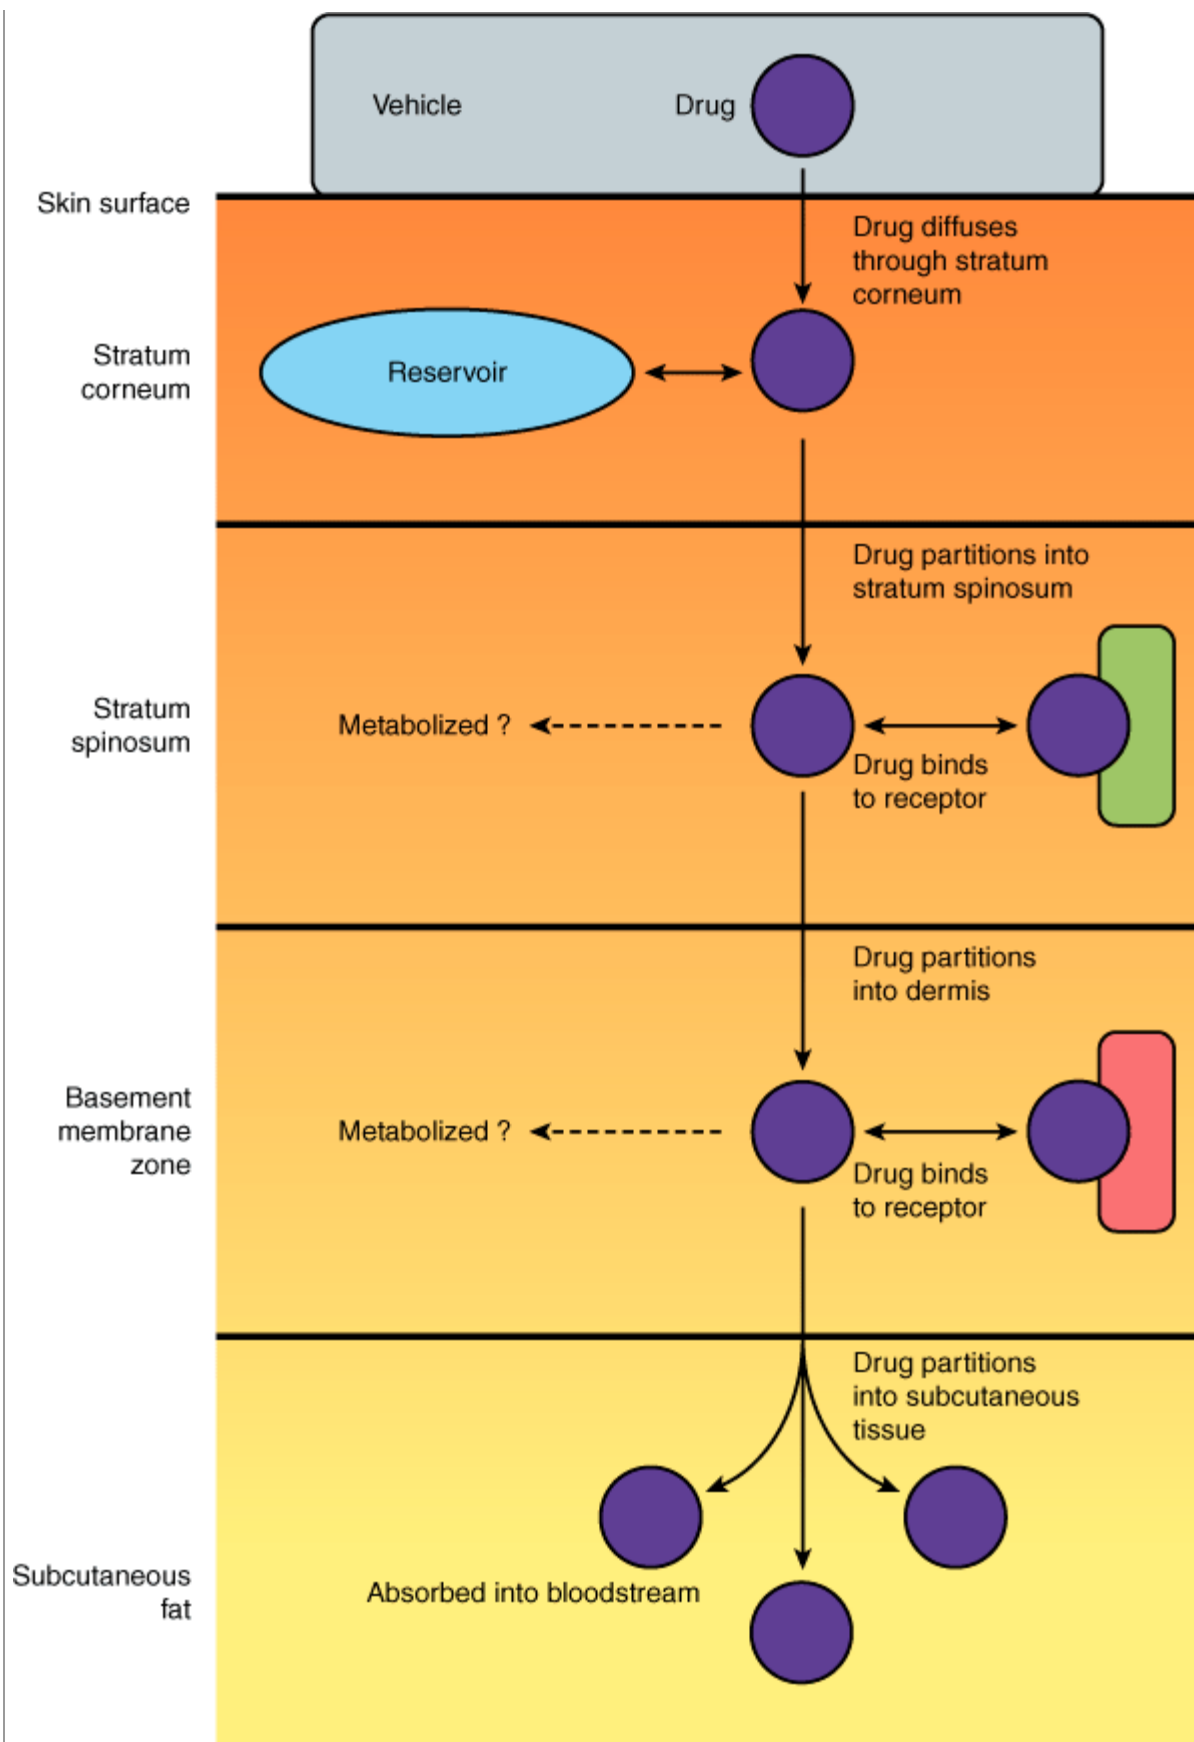 Vehicle
Drug
Skin surface
Drug diffuses
through stratum
corneum
Stratum
corneum
Reservoir
Drug partitions into
stratum spinosum
Stratum
spinosum
Metabolized ?
Drug binds
to receptor
Drug partitions
into dermis
Basement
membrane
zone
Metabolized ?
Drug binds
to receptor
Drug partitions
into subcutaneous
tissue
Subcutaneous
fat
Absorbed into bloodstream